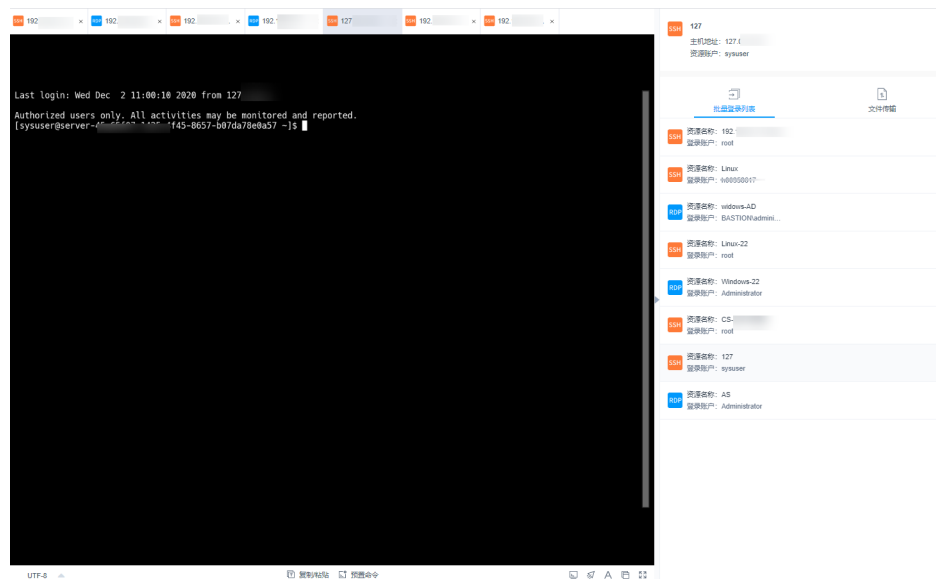 SSH 192
RDP 192.
SSH 192
RDP 192.
SSH 127
SSH 192.
SSH 192.
Last login: Wed Dec  2 11:00:10 2020 from 127
Authorized users only. All activities may be monitored and reported.
[sysuser@server-4f45-8657-b07da78e0a57 ~]$
UTF-8
复制/粘贴
预置命令
SSH
127
主机地址：127.
资源账户：sysuser
批量登录列表
文件传输
SSH
资源名称：192.
登录账户：root
SSH
资源名称：Linux
登录账户：
RDP
资源名称：widows-AD
登录账户：BASTION\admini...
SSH
资源名称：Linux-22
登录账户：root
RDP
资源名称：Windows-22
登录账户：Administrator
SSH
资源名称：CS-
登录账户：root
SSH
资源名称：127
登录账户：sysuser
RDP
资源名称：AS
登录账户：Administrator